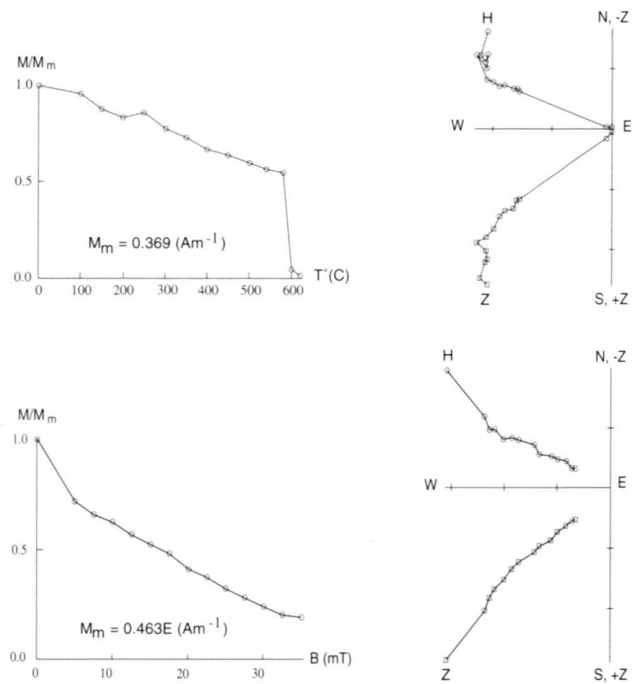 H N, -Z
M/Mm
1.0
W E
0.5
Mm = 0.369 (Am-1)
0.0
0 100 200 300 400 500 600 T°(C)
Z S, +Z
H N, -Z
M/Mm
1.0
W E
0.5
Mm = 0.463E (Am-1)
0.0
0 10 20 30 B (mT)
Z S, +Z